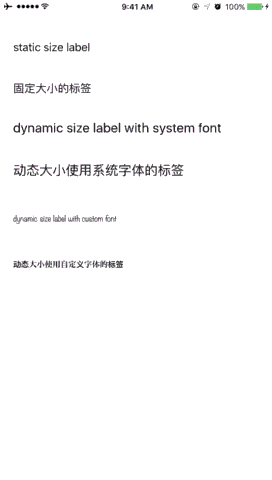 9:41 AM
100%
static size label
固定大小的标签
dynamic size label with system font
动态大小使用系统字体的标签
dynamic size label with custom font
动态大小使用自定义字体的标签